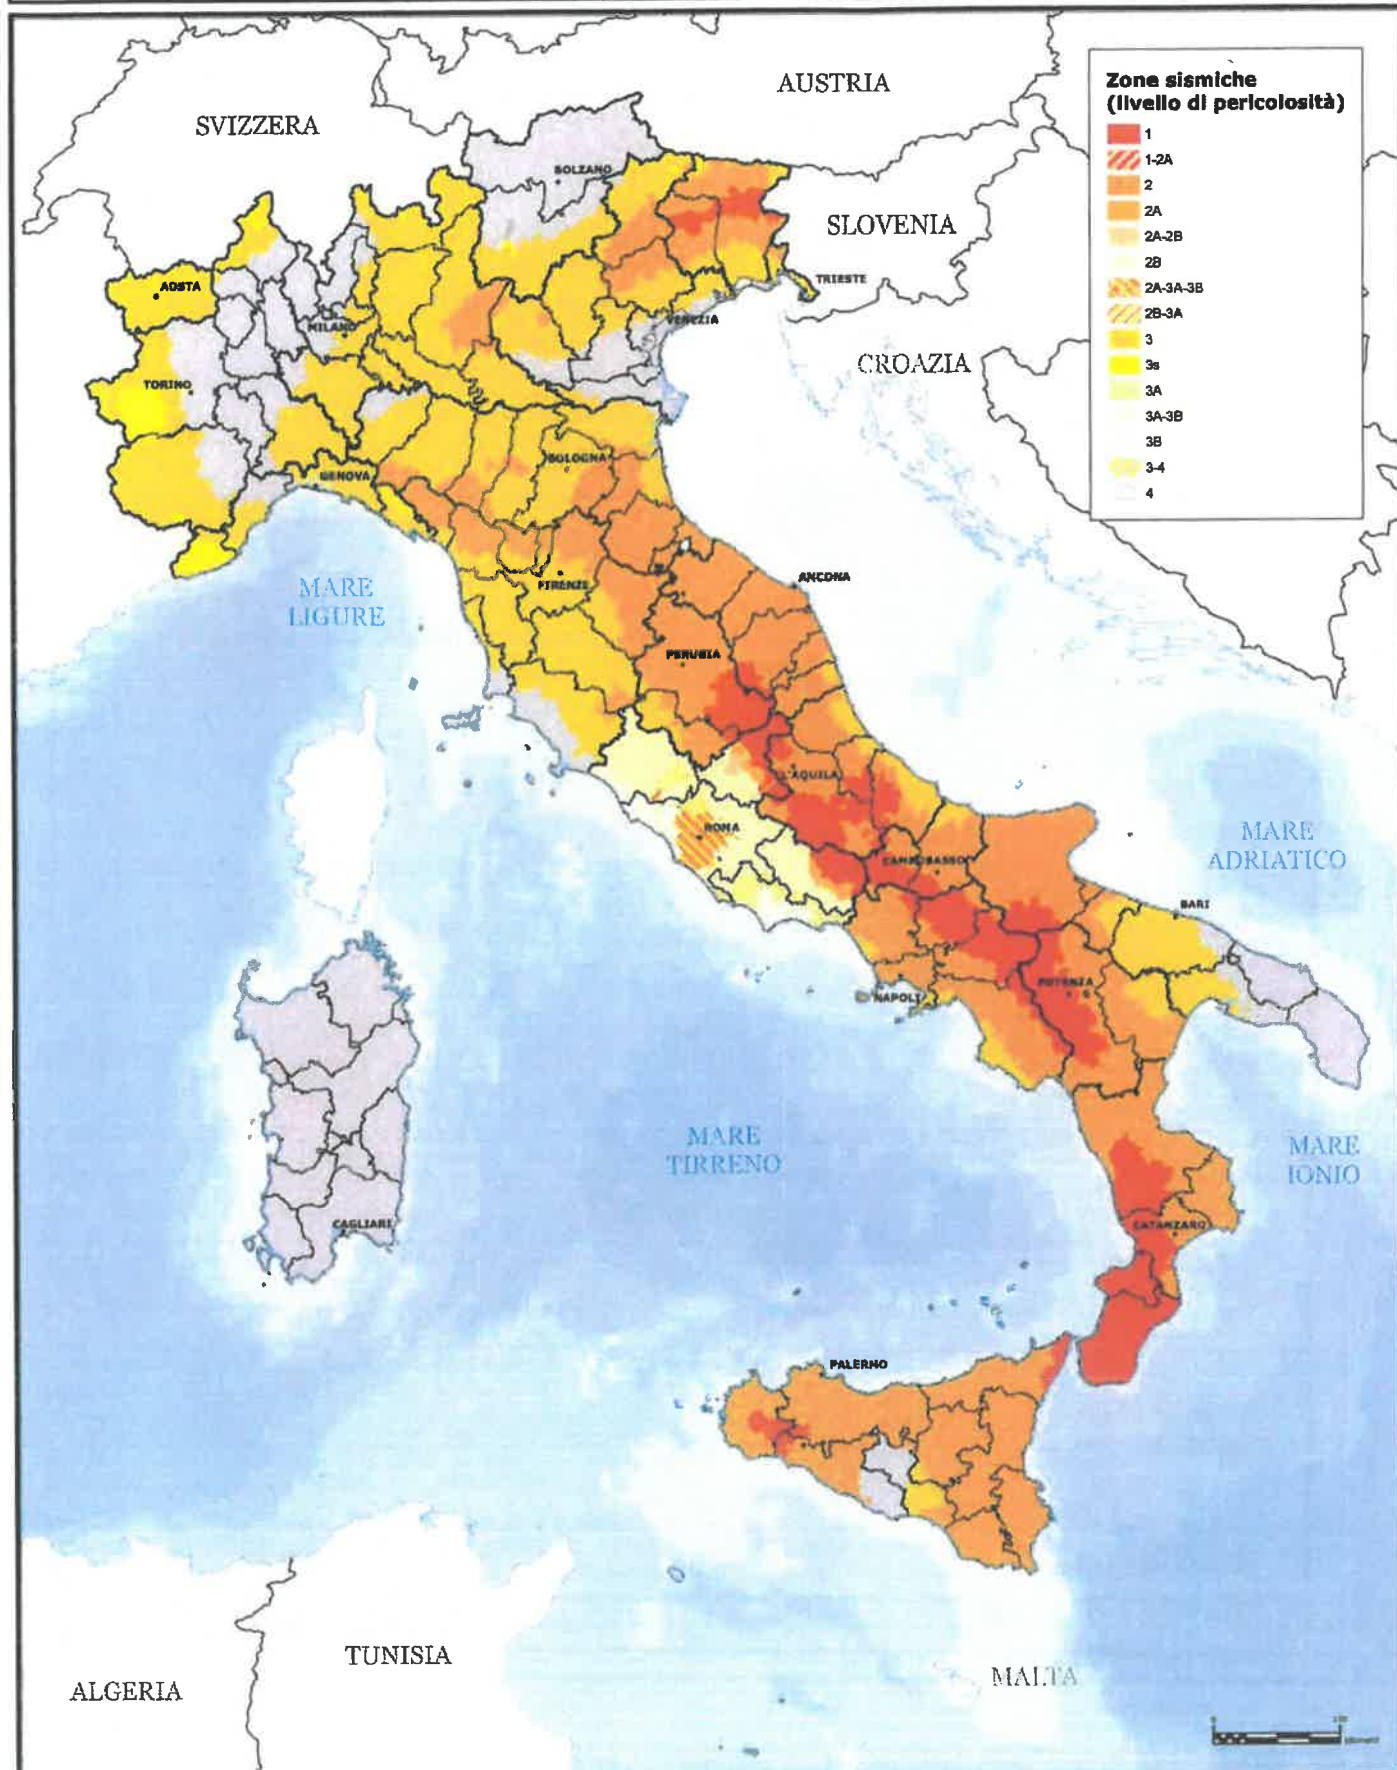 AUSTRIA
SVIZZERA
Zone sismiche
(livello di pericolosità)
1
1-2A
2
2A
2A-2B
2B
2A-3A-3B
2B-3A
3
3s
3A
3A-3B
3B
3-4
4
BOLZANO
SLOVENIA
AOSTA
TRIESTE
MILANO
VENEZIA
CROAZIA
TORINO
BOLOGNA
GENOVA
MARE
LIGURE
FIRENZE
ANCONA
PERUGIA
L'AQUILA
ROMA
MARE
ADRIATICO
CAMPOBASSO
BARI
POTENZA
NAPOLI
MARE
TIRRENO
MARE
IONIO
CAGLIARI
CATANZARO
PALERMO
TUNISIA
ALGERIA
MALTA
0